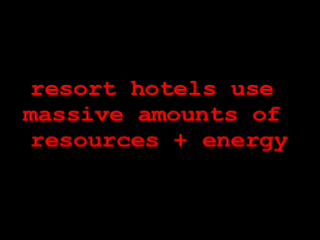 resort hotels use
massive amounts of
resources + energy